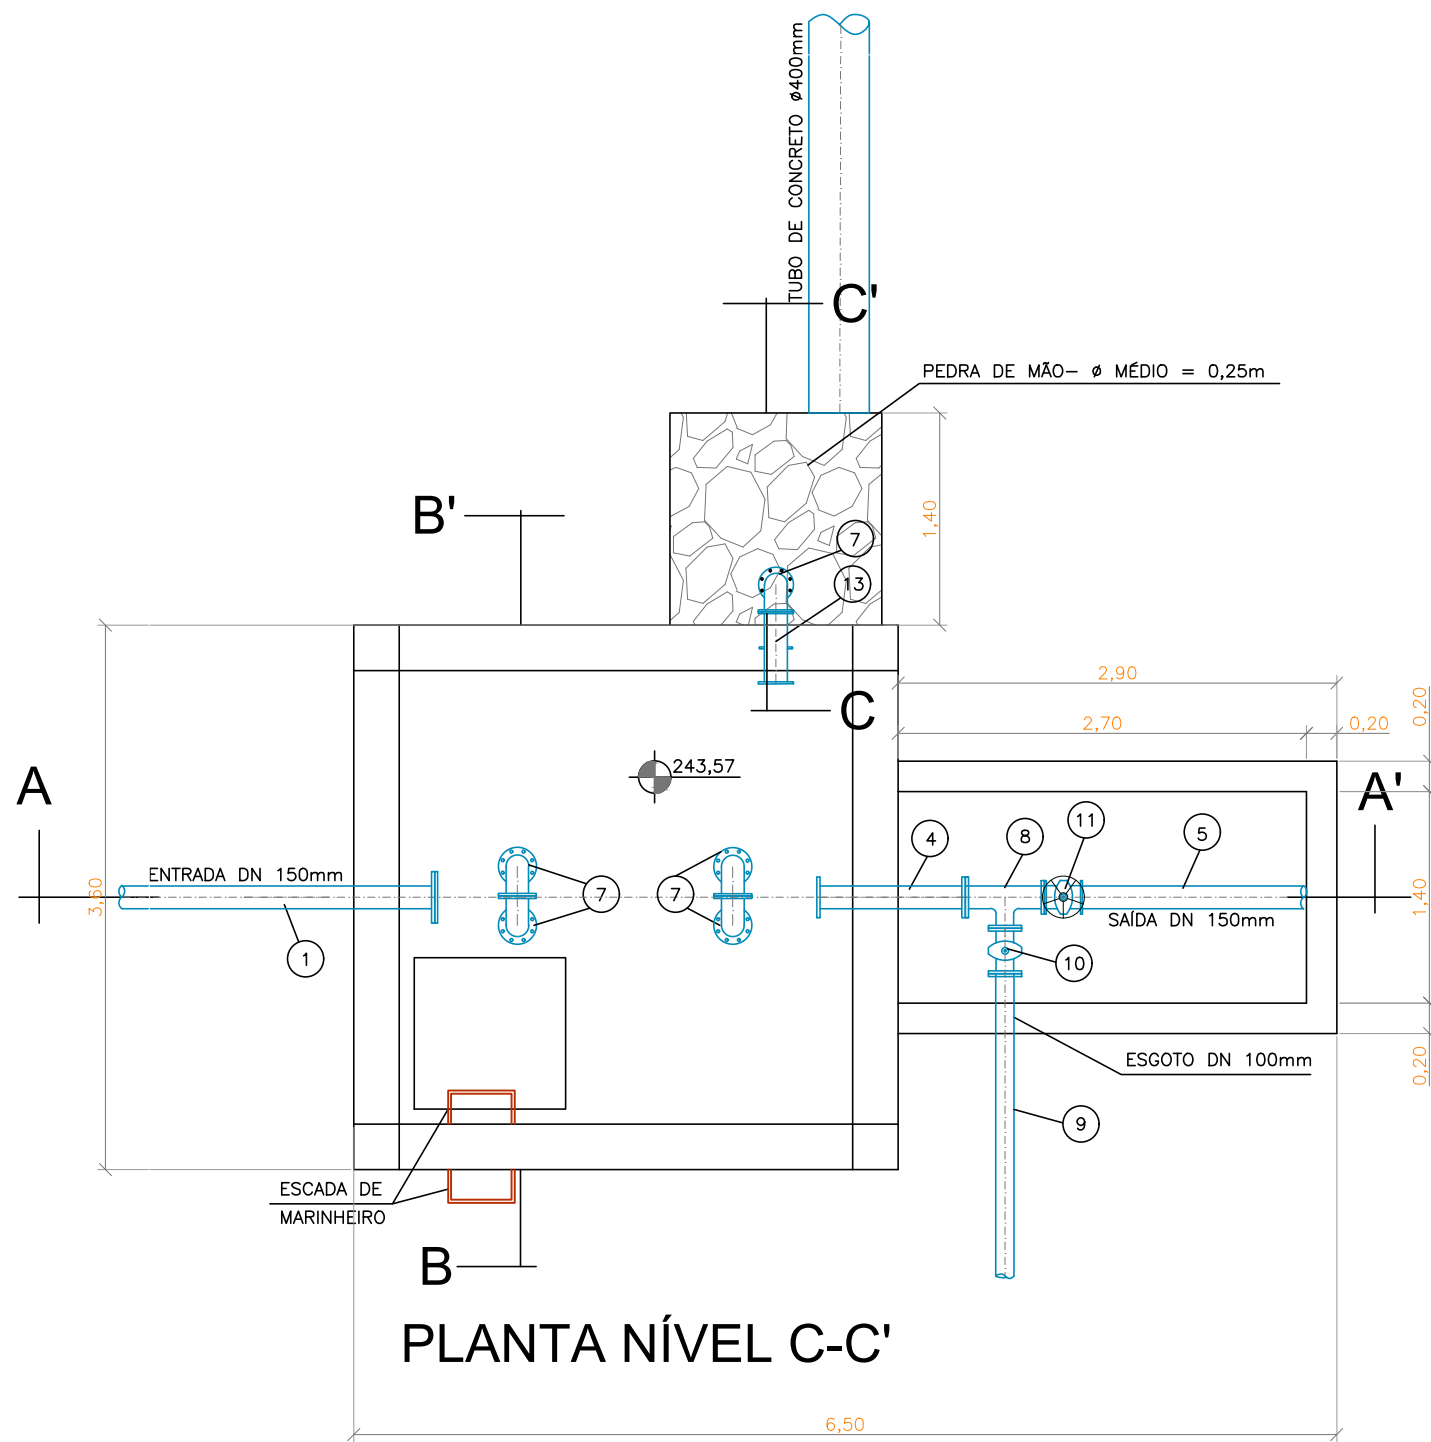 TUBO DE CONCRETO ø400mm
C'
PEDRA DE MÃO- ø MÉDIO = 0,25m
B'
1,40
7
13
2,90
C
2,70
0,20
0,20
243,57
A
A'
ENTRADA DN 150mm
3,60
7
7
4
8
11
5
1,40
SAÍDA DN 150mm
1
10
ESGOTO DN 100mm
0,20
9
ESCADA DE
MARINHEIRO
B
PLANTA NÍVEL C-C'
6,50